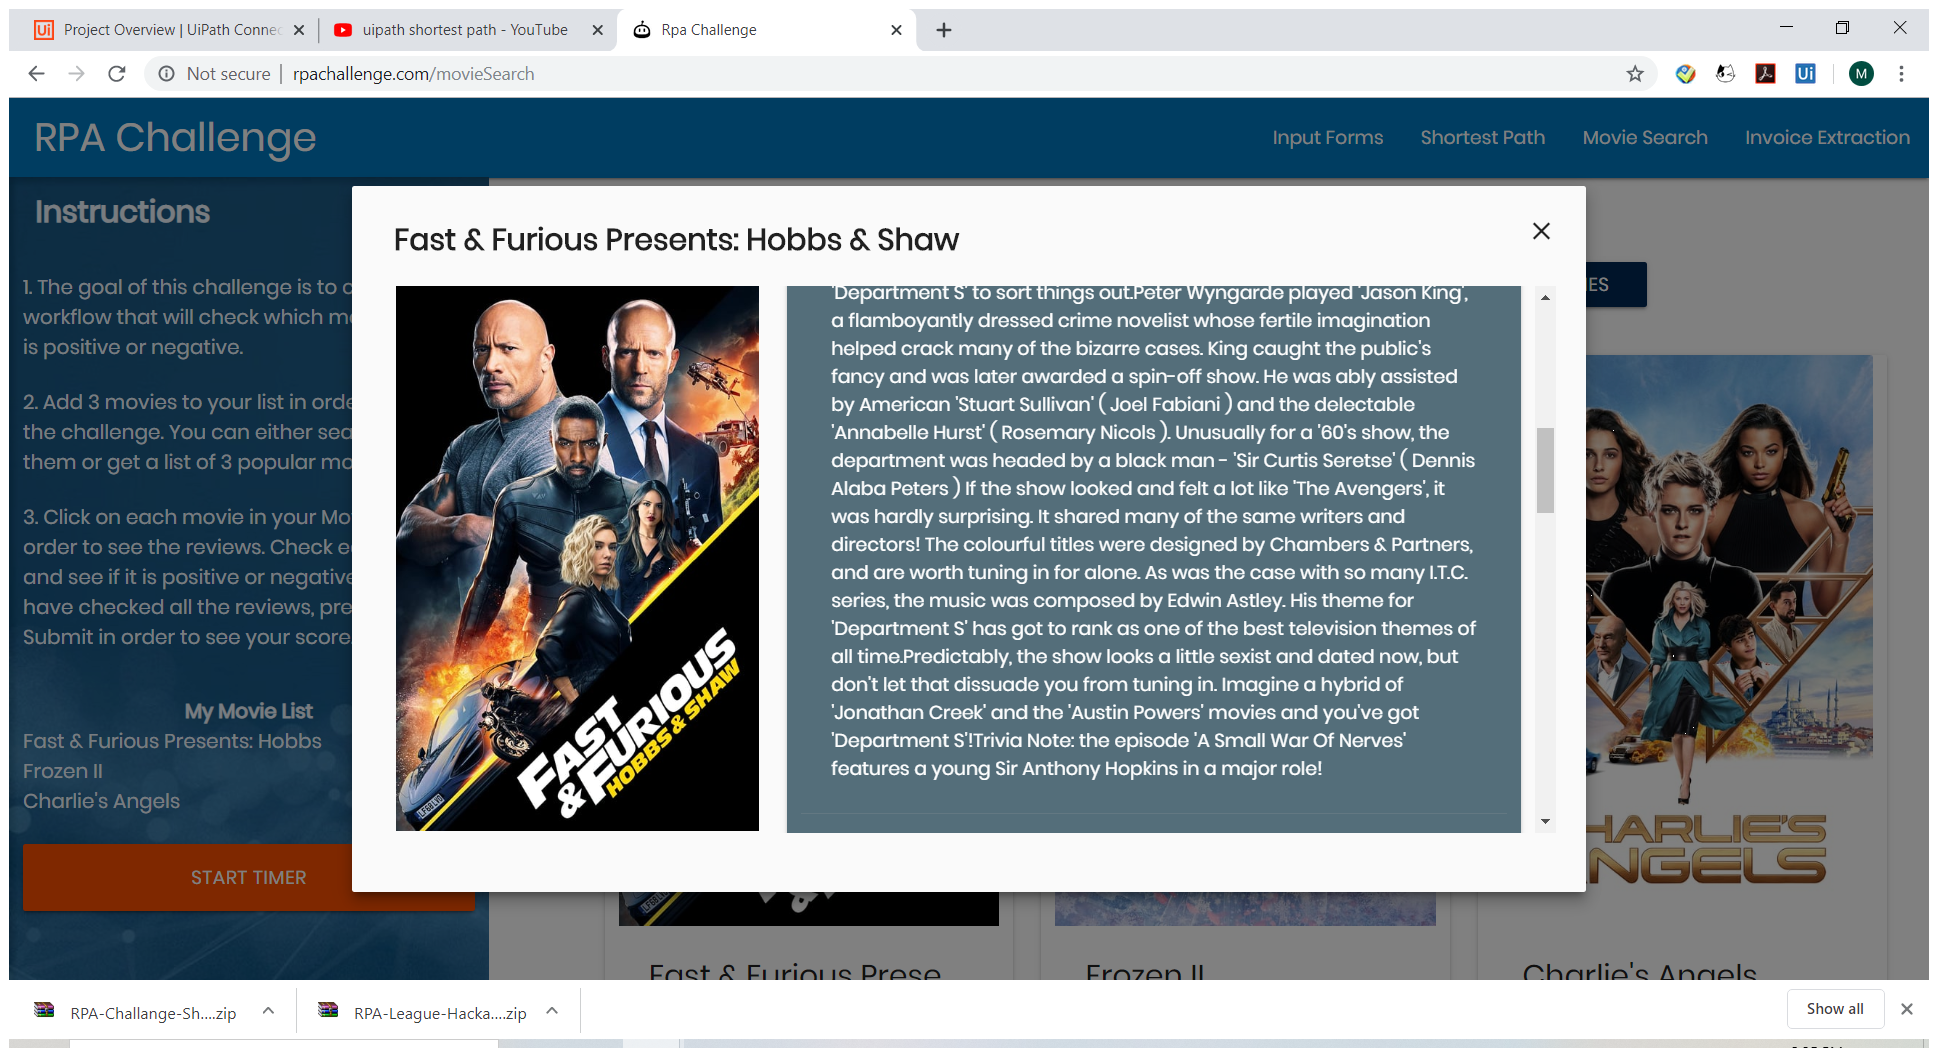 Project Overview | UiPath Connec
uipath shortest path - YouTube
Rpa Challenge
Not secure | rpachallenge.com/movieSearch
M
RPA Challenge
Input Forms
Shortest Path
Movie Search
Invoice Extraction
Instructions
1. The goal of this challenge is to c
workflow that will check which m
is positive or negative.
2. Add 3 movies to your list in orde
the challenge. You can either sea
them or get a list of 3 popular mo
3. Click on each movie in your Mo
order to see the reviews. Check e
and see if it is positive or negative
have checked all the reviews, pre
Submit in order to see your score.
My Movie List
Fast & Furious Presents: Hobbs
Frozen II
Charlie's Angels
START TIMER
Fast & Furious Presents: Hobbs & Shaw
FAST
& FURIOUS
HOBBS & SHAW
'Department S' to sort things out.Peter Wyngarde played 'Jason King',
a flamboyantly dressed crime novelist whose fertile imagination
helped crack many of the bizarre cases. King caught the public's
fancy and was later awarded a spin-off show. He was ably assisted
by American 'Stuart Sullivan' ( Joel Fabiani ) and the delectable
'Annabelle Hurst' ( Rosemary Nicols ). Unusually for a '60's show, the
department was headed by a black man - 'Sir Curtis Seretse' ( Dennis
Alaba Peters ) If the show looked and felt a lot like 'The Avengers', it
was hardly surprising. It shared many of the same writers and
directors! The colourful titles were designed by Chambers & Partners,
and are worth tuning in for alone. As was the case with so many I.T.C.
series, the music was composed by Edwin Astley. His theme for
'Department S' has got to rank as one of the best television themes of
all time.Predictably, the show looks a little sexist and dated now, but
don't let that dissuade you from tuning in. Imagine a hybrid of
'Jonathan Creek' and the 'Austin Powers' movies and you've got
'Department S'!Trivia Note: the episode 'A Small War Of Nerves'
features a young Sir Anthony Hopkins in a major role!
IES
HARLIE'S
NGELS
Fast & Furious Prese
Frozen II
Charlie's Angels
RPA-Challange-Sh....zip
RPA-League-Hacka....zip
Show all